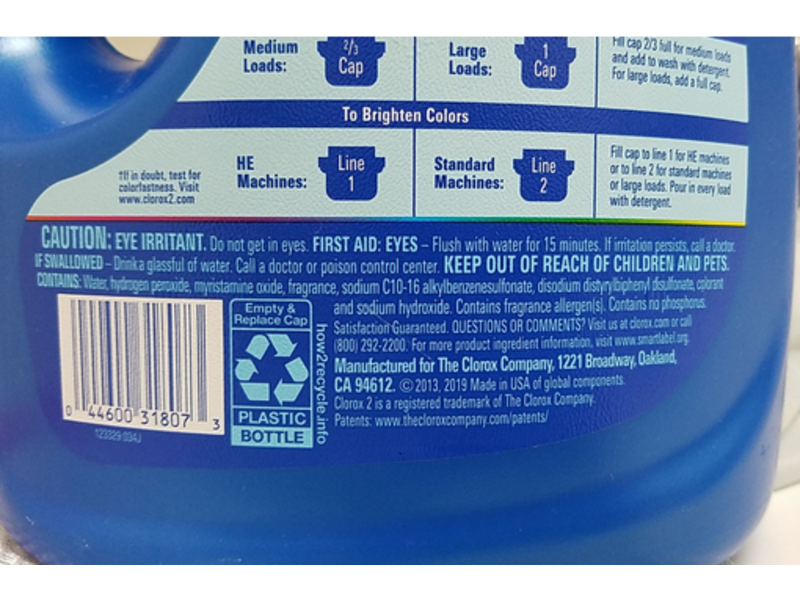 Medium Loads:
2/3 Cap
Large Loads:
1 Cap
Fill cap 2/3 full for medium loads
and add to wash with detergent.
For large loads, add a full cap.
To Brighten Colors
†If in doubt, test for
colorfastness. Visit
www.clorox2.com
HE
Machines:
Line
1
Standard
Machines:
Line
2
Fill cap to line 1 for HE machines
or to line 2 for standard machines
or large loads. Pour in every load
with detergent.
CAUTION: EYE IRRITANT. Do not get in eyes. FIRST AID: EYES – Flush with water for 15 minutes. If irritation persists, call a doctor.
IF SWALLOWED – Drink a glassful of water. Call a doctor or poison control center. KEEP OUT OF REACH OF CHILDREN AND PETS.
CONTAINS: Water, hydrogen peroxide, myristamine oxide, fragrance, sodium C10-16 alkylbenzenesulfonate, disodium distyrylbiphenyl disulfonate, colorant
and sodium hydroxide. Contains fragrance allergen(s). Contains no phosphorus.
Satisfaction Guaranteed. QUESTIONS OR COMMENTS? Visit us at clorox.com or call
(800) 292-2200. For more product ingredient information, visit www.smartlabel.org.
Manufactured for The Clorox Company, 1221 Broadway, Oakland,
CA 94612. © 2013, 2019 Made in USA of global components.
Clorox 2 is a registered trademark of The Clorox Company.
Patents: www.thecloroxcompany.com/patents/
0 44600 31807 3
123329.034J
Empty &
Replace Cap
PLASTIC
BOTTLE
how2recycle.info